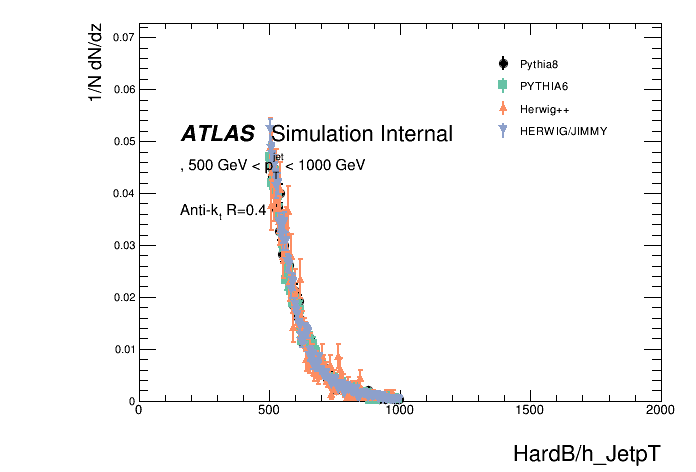 1/N dN/dz
0.07
0.06
0.05
0.04
0.03
0.02
0.01
0
Pythia8
PYTHIA6
Herwig++
HERWIG/JIMMY
ATLAS Simulation Internal
, 500 GeV < p_T^jet < 1000 GeV
Anti-k_t R=0.4
0 500 1000 1500 2000
HardB/h_JetpT